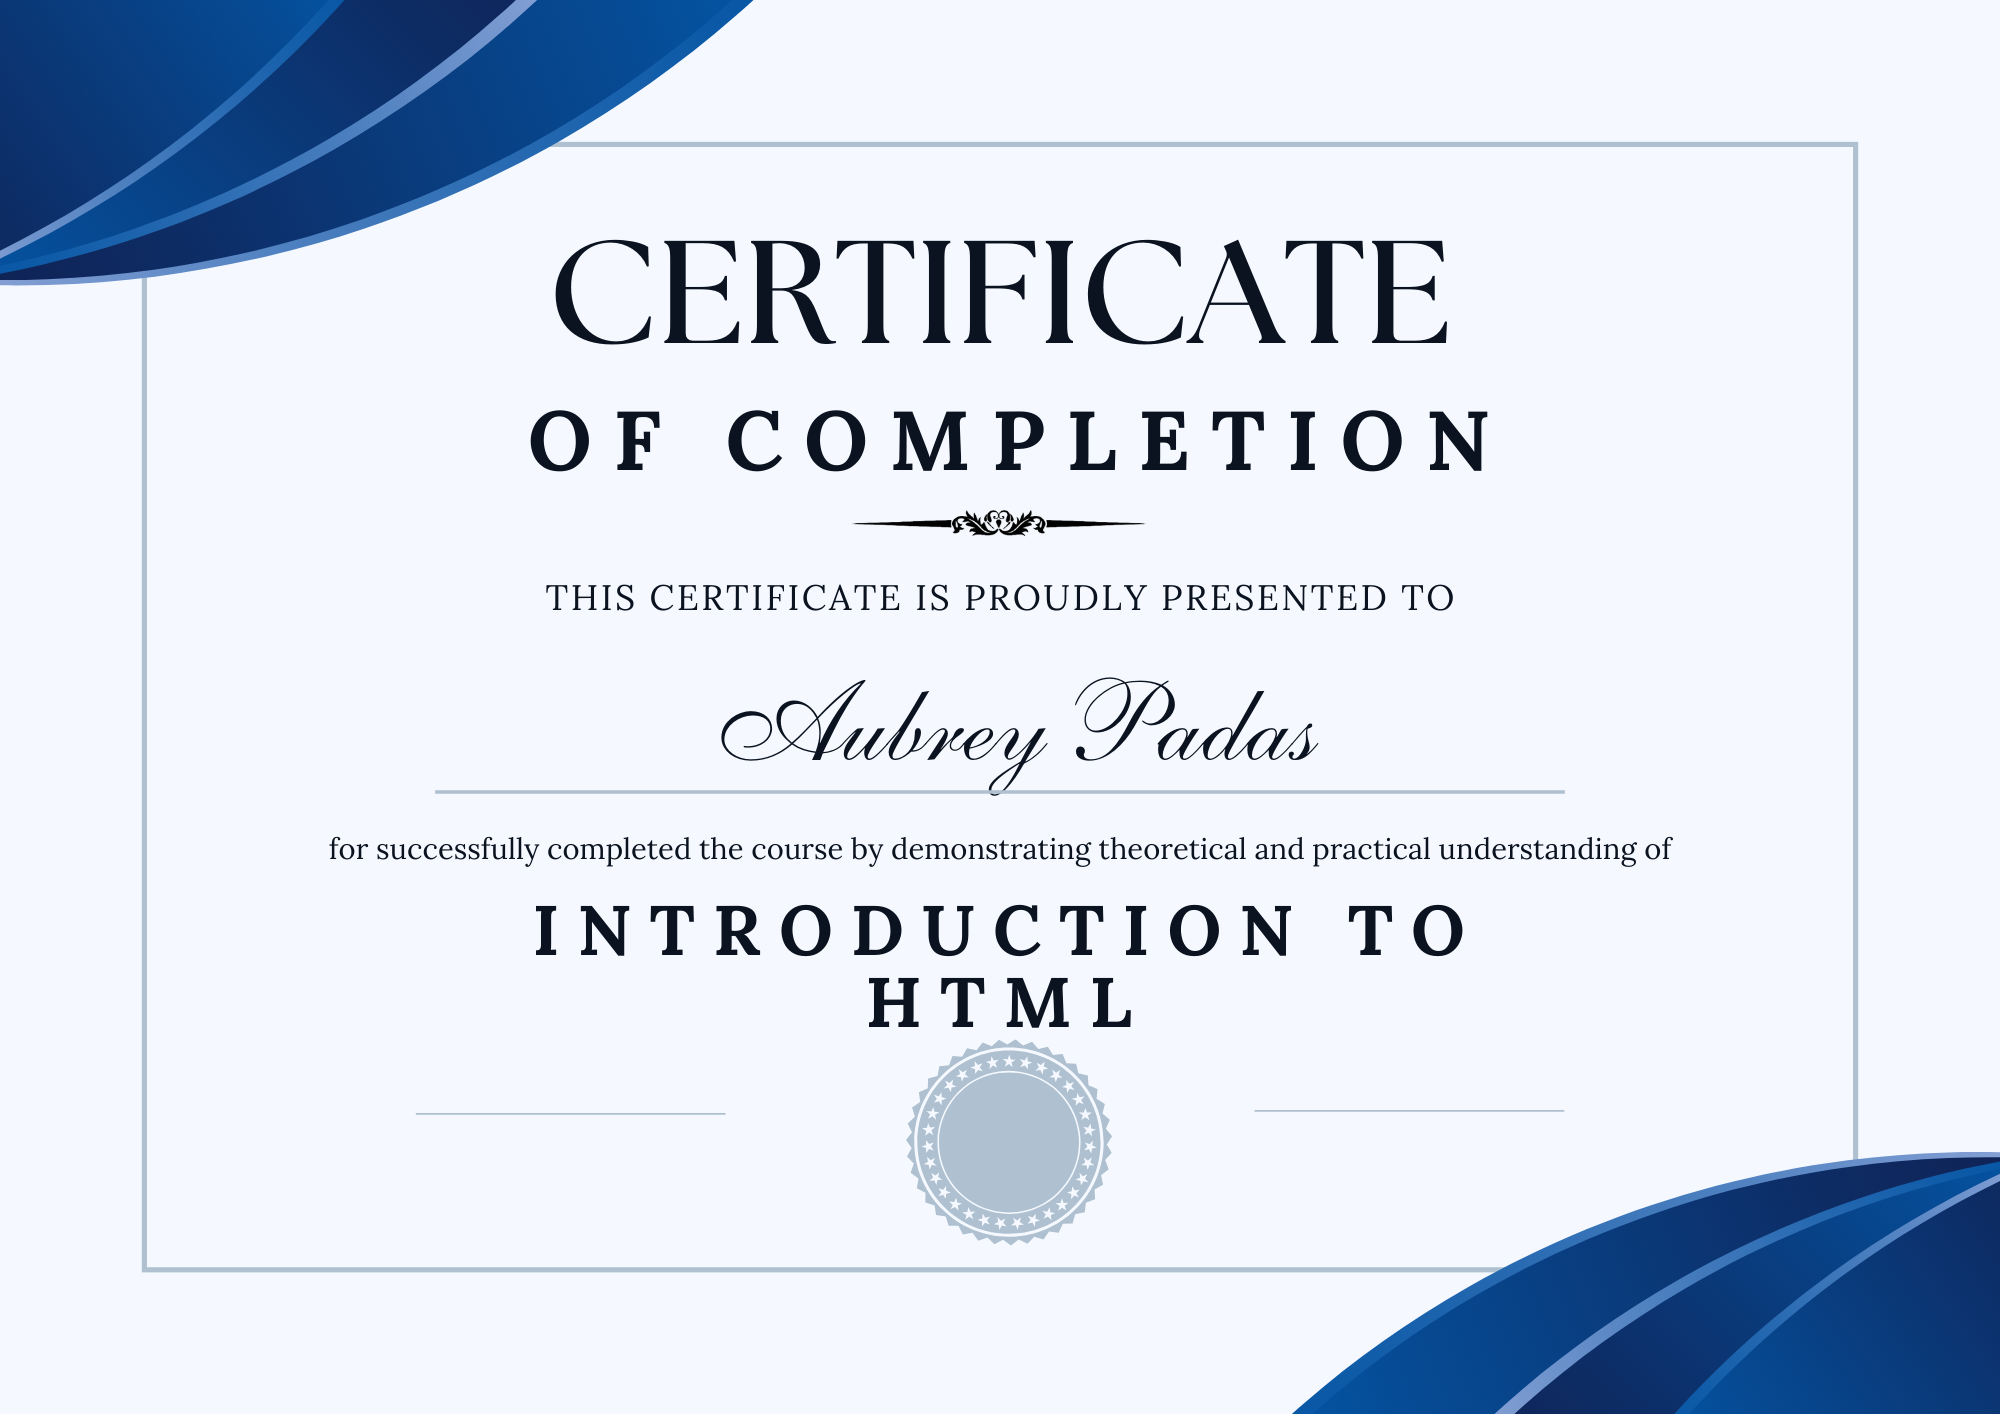 CERTIFICATE
OF COMPLETION
THIS CERTIFICATE IS PROUDLY PRESENTED TO
Aubrey Padas
for successfully completed the course by demonstrating theoretical and practical understanding of
INTRODUCTION TO
HTML